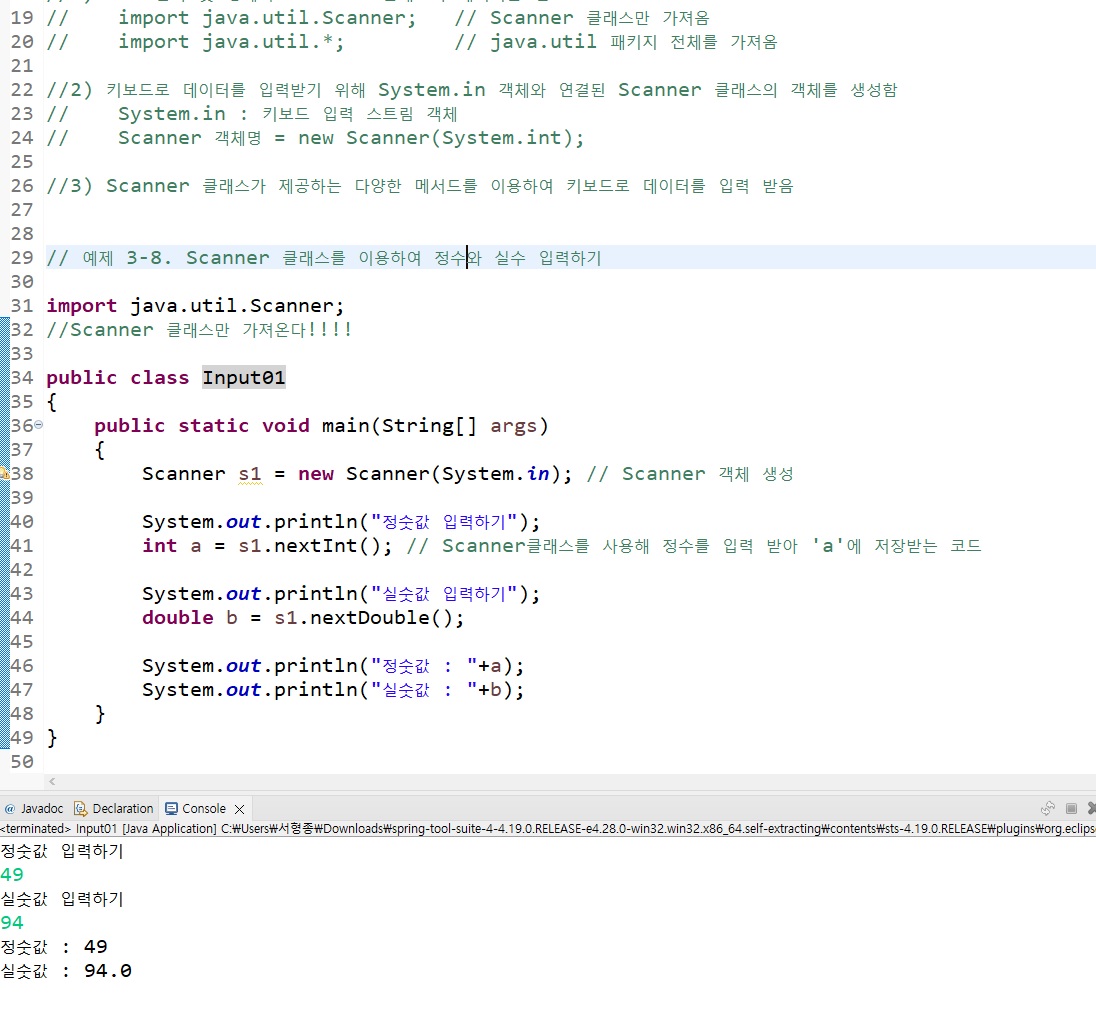 19 //    import java.util.Scanner;   // Scanner 클래스만 가져옴
20 //    import java.util.*;         // java.util 패키지 전체를 가져옴
21
22 //2) 키보드로 데이터를 입력받기 위해 System.in 객체와 연결된 Scanner 클래스의 객체를 생성함
23 //    System.in : 키보드 입력 스트림 객체
24 //    Scanner 객체명 = new Scanner(System.int);
25
26 //3) Scanner 클래스가 제공하는 다양한 메서드를 이용하여 키보드로 데이터를 입력 받음
27
28
29 // 예제 3-8. Scanner 클래스를 이용하여 정수와 실수 입력하기
30
31 import java.util.Scanner;
32 //Scanner 클래스만 가져온다!!!!
33
34 public class Input01
35 {
36     public static void main(String[] args)
37     {
38         Scanner s1 = new Scanner(System.in); // Scanner 객체 생성
39
40         System.out.println("정숫값 입력하기");
41         int a = s1.nextInt(); // Scanner클래스를 사용해 정수를 입력 받아 'a'에 저장받는 코드
42
43         System.out.println("실숫값 입력하기");
44         double b = s1.nextDouble();
45
46         System.out.println("정숫값 : "+a);
47         System.out.println("실숫값 : "+b);
48     }
49 }
50
@ Javadoc Declaration Console
<terminated> Input01 [Java Application] C:₩Users₩서형종₩Downloads₩spring-tool-suite-4-4.19.0.RELEASE-e4.28.0-win32.win32.x86_64.self-extracting₩contents₩sts-4.19.0.RELEASE₩plugins₩org.eclips
정숫값 입력하기
49
실숫값 입력하기
94
정숫값 : 49
실숫값 : 94.0